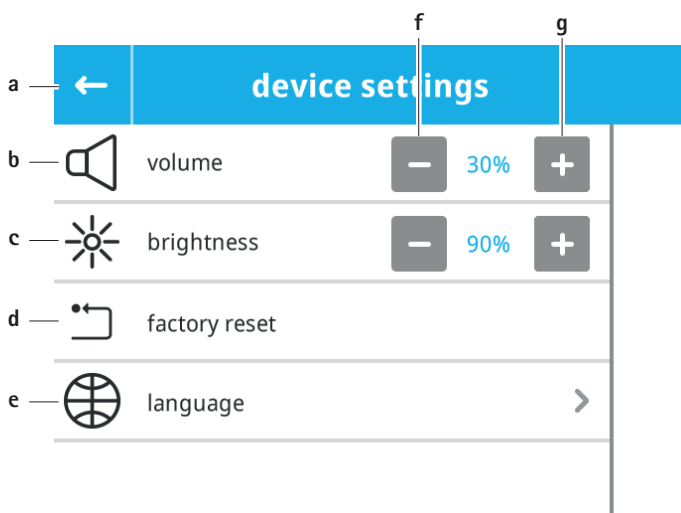 f g
a device settings
b volume − 30% +
c brightness − 90% +
d factory reset
e language